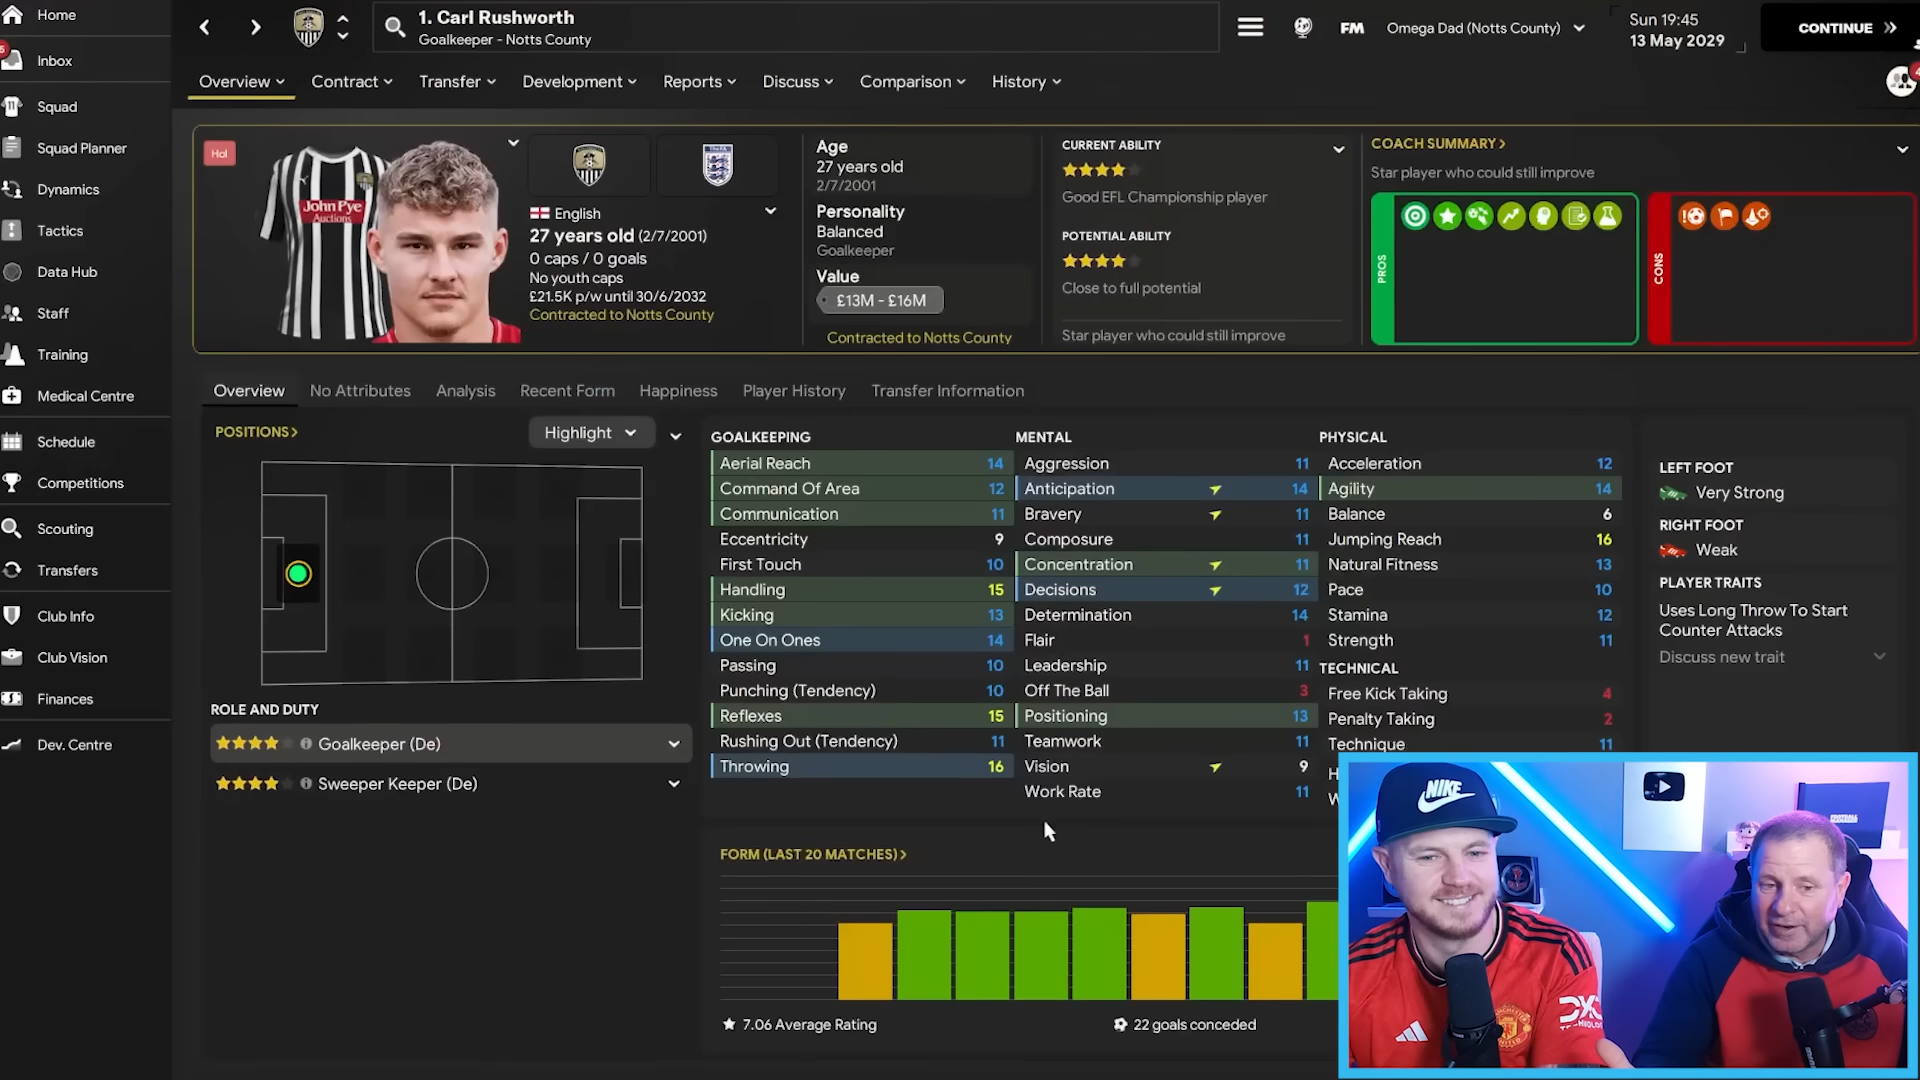 Home
1. Carl Rushworth
Goalkeeper - Notts County
FM
Omega Dad (Notts County)
Sun 19:45
13 May 2029
CONTINUE
5
Inbox
Squad
Squad Planner
Dynamics
Tactics
Data Hub
Staff
Training
Medical Centre
Schedule
Competitions
Scouting
Transfers
Club Info
Club Vision
Finances
Dev. Centre
Overview
Contract
Transfer
Development
Reports
Discuss
Comparison
History
4
Hol
John Pye
Auctions
English
27 years old (2/7/2001)
0 caps / 0 goals
No youth caps
£21.5K p/w until 30/6/2032
Contracted to Notts County
Age
27 years old
2/7/2001
Personality
Balanced
Goalkeeper
Value
£13M - £16M
Contracted to Notts County
CURRENT ABILITY
Good EFL Championship player
POTENTIAL ABILITY
Close to full potential
Star player who could still improve
COACH SUMMARY
Star player who could still improve
PROS
CONS
Overview
No Attributes
Analysis
Recent Form
Happiness
Player History
Transfer Information
POSITIONS
Highlight
ROLE AND DUTY
Goalkeeper (De)
Sweeper Keeper (De)
GOALKEEPING
Aerial Reach 14
Command Of Area 12
Communication 11
Eccentricity 9
First Touch 10
Handling 15
Kicking 13
One On Ones 14
Passing 10
Punching (Tendency) 10
Reflexes 15
Rushing Out (Tendency) 11
Throwing 16
MENTAL
Aggression 11
Anticipation 14
Bravery 11
Composure 11
Concentration 11
Decisions 12
Determination 14
Flair 1
Leadership 11
Off The Ball 3
Positioning 13
Teamwork 11
Vision 9
Work Rate 11
PHYSICAL
Acceleration 12
Agility 14
Balance 6
Jumping Reach 16
Natural Fitness 13
Pace 10
Stamina 12
Strength 11
TECHNICAL
Free Kick Taking 4
Penalty Taking 2
Technique 11
LEFT FOOT
Very Strong
RIGHT FOOT
Weak
PLAYER TRAITS
Uses Long Throw To Start
Counter Attacks
Discuss new trait
FORM (LAST 20 MATCHES)
7.06 Average Rating
22 goals conceded
NIKE
FOOTBALL
MANAGER
DXC